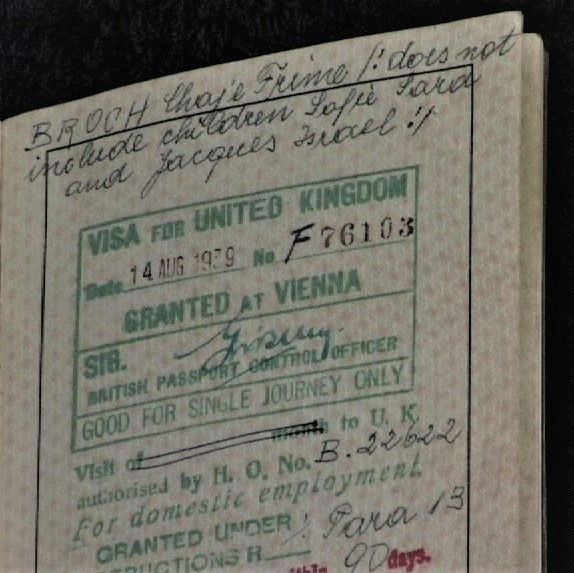 BROCH Chaje Frime /: does not
include children Sofie Sara
and Jacques Israel :/
VISA FOR UNITED KINGDOM
Date 14 AUG 1939 No F 76103
GRANTED AT VIENNA
SIG.
BRITISH PASSPORT CONTROL OFFICER
GOOD FOR SINGLE JOURNEY ONLY
Visit of month to U. K.
authorised by H. O. No. B. 22622
For domestic employment.
GRANTED UNDER : Para 13
R
90 days.